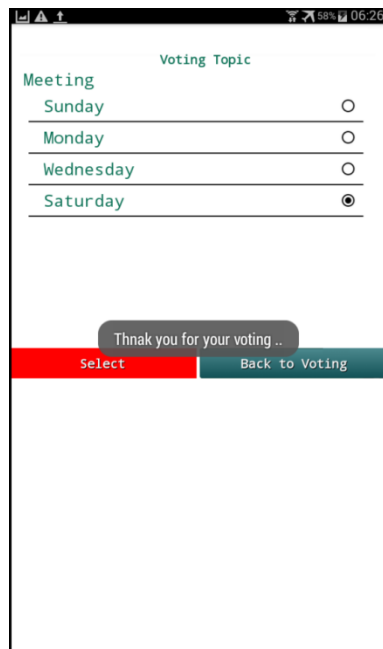 58% 06:26
Voting Topic
Meeting
Sunday
Monday
Wednesday
Saturday
Thnak you for your voting ..
Select Back to Voting